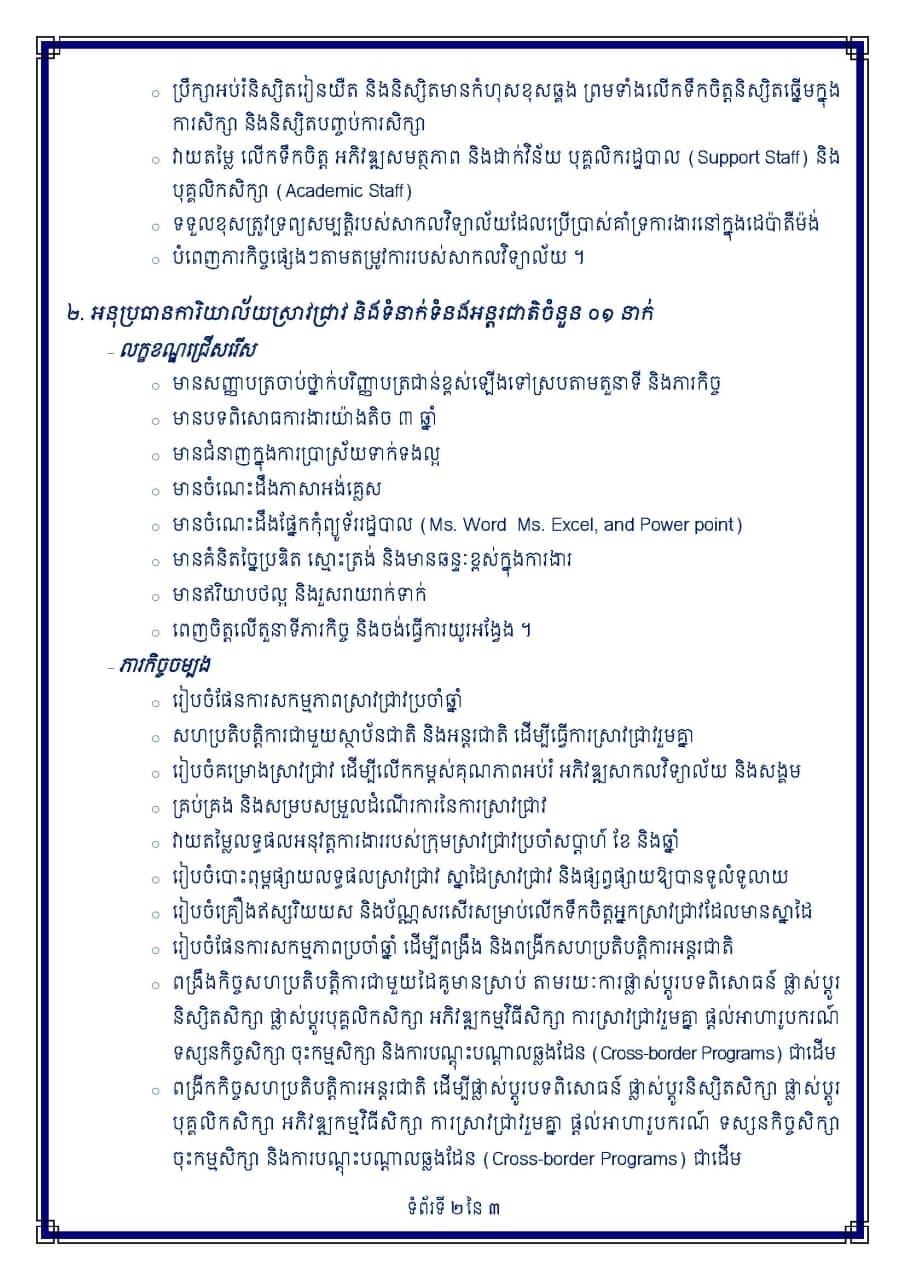 ○ ប្រឹក្សាអប់រំនិស្សិតរៀនយឺត និងនិស្សិតមានកំហុសខុសឆ្គង ព្រមទាំងលើកទឹកចិត្តនិស្សិតឆ្នើមក្នុង
ការសិក្សា និងនិស្សិតបញ្ចប់ការសិក្សា
○ វាយតម្លៃ លើកទឹកចិត្ត អភិវឌ្ឍសមត្ថភាព និងដាក់វិន័យ បុគ្គលិករដ្ឋបាល (Support Staff) និង
បុគ្គលិកសិក្សា (Academic Staff)
○ ទទួលខុសត្រូវទ្រព្យសម្បត្តិរបស់សាកលវិទ្យាល័យដែលប្រើប្រាស់គាំទ្រការងារនៅក្នុងដេប៉ាតឺម៉ង់
○ បំពេញភារកិច្ចផ្សេងៗតាមតម្រូវការរបស់សាកលវិទ្យាល័យ ។
២. អនុប្រធានការិយាល័យស្រាវជ្រាវ និងទំនាក់ទំនងអន្តរជាតិចំនួន ០១ នាក់
- លក្ខខណ្ឌជ្រើសរើស
○ មានសញ្ញាបត្រចាប់ថ្នាក់បរិញ្ញាបត្រជាន់ខ្ពស់ឡើងទៅស្របតាមតួនាទី និងភារកិច្ច
○ មានបទពិសោធការងារយ៉ាងតិច ៣ ឆ្នាំ
○ មានជំនាញក្នុងការប្រាស្រ័យទាក់ទងល្អ
○ មានចំណេះដឹងភាសាអង់គ្លេស
○ មានចំណេះដឹងផ្នែកកុំព្យូទ័ររដ្ឋបាល (Ms. Word  Ms. Excel, and Power point)
○ មានគំនិតច្នៃប្រឌិត ស្មោះត្រង់ និងមានឆន្ទៈខ្ពស់ក្នុងការងារ
○ មានឥរិយាបថល្អ និងរួសរាយរាក់ទាក់
○ ពេញចិត្តលើតួនាទីភារកិច្ច និងចង់ធ្វើការយូរអង្វែង ។
- ភារកិច្ចចម្បង
○ រៀបចំផែនការសកម្មភាពស្រាវជ្រាវប្រចាំឆ្នាំ
○ សហប្រតិបត្តិការជាមួយស្ថាប័នជាតិ និងអន្តរជាតិ ដើម្បីធ្វើការស្រាវជ្រាវរួមគ្នា
○ រៀបចំគម្រោងស្រាវជ្រាវ ដើម្បីលើកកម្ពស់គុណភាពអប់រំ អភិវឌ្ឍសាកលវិទ្យាល័យ និងសង្គម
○ គ្រប់គ្រង និងសម្របសម្រួលដំណើរការនៃការស្រាវជ្រាវ
○ វាយតម្លៃលទ្ធផលអនុវត្តការងាររបស់ក្រុមស្រាវជ្រាវប្រចាំសប្តាហ៍ ខែ និងឆ្នាំ
○ រៀបចំបោះពុម្ពផ្សាយលទ្ធផលស្រាវជ្រាវ ស្នាដៃស្រាវជ្រាវ និងផ្សព្វផ្សាយឱ្យបានទូលំទូលាយ
○ រៀបចំគ្រឿងឥស្សរិយយស និងប័ណ្ណសរសើរសម្រាប់លើកទឹកចិត្តអ្នកស្រាវជ្រាវដែលមានស្នាដៃ
○ រៀបចំផែនការសកម្មភាពប្រចាំឆ្នាំ ដើម្បីពង្រឹង និងពង្រីកសហប្រតិបត្តិការអន្តរជាតិ
○ ពង្រឹងកិច្ចសហប្រតិបត្តិការជាមួយដៃគូមានស្រាប់ តាមរយៈការផ្លាស់ប្តូរបទពិសោធន៍ ផ្លាស់ប្តូរ
និស្សិតសិក្សា ផ្លាស់ប្តូរបុគ្គលិកសិក្សា អភិវឌ្ឍកម្មវិធីសិក្សា ការស្រាវជ្រាវរួមគ្នា ផ្តល់អាហារូបករណ៍
ទស្សនកិច្ចសិក្សា ចុះកម្មសិក្សា និងការបណ្តុះបណ្តាលឆ្លងដែន (Cross-border Programs) ជាដើម
○ ពង្រីកកិច្ចសហប្រតិបត្តិការអន្តរជាតិ ដើម្បីផ្លាស់ប្តូរបទពិសោធន៍ ផ្លាស់ប្តូរនិស្សិតសិក្សា ផ្លាស់ប្តូរ
បុគ្គលិកសិក្សា អភិវឌ្ឍកម្មវិធីសិក្សា ការស្រាវជ្រាវរួមគ្នា ផ្តល់អាហារូបករណ៍ ទស្សនកិច្ចសិក្សា
ចុះកម្មសិក្សា និងការបណ្តុះបណ្តាលឆ្លងដែន (Cross-border Programs) ជាដើម
ទំព័រទី ២ នៃ ៣